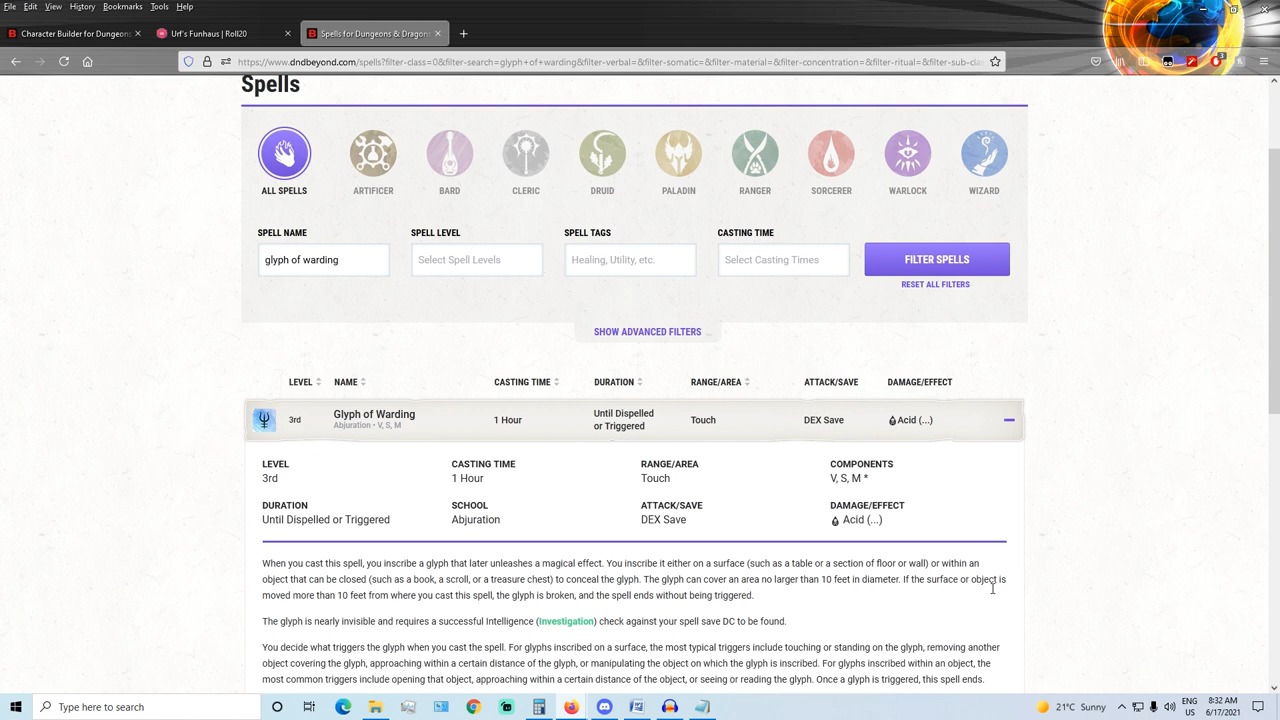 File Edit View History Bookmarks Tools Help
Character Builder for Dungeons
Urf's Funhaus | Roll20
Spells for Dungeons & Dragons
https://www.dndbeyond.com/spells?filter-class=0&filter-search=glyph+of+warding&filter-verbal=&filter-somatic=&filter-material=&filter-concentration=&filter-ritual=&filter-sub-cla
3
Spells
ALL SPELLS
ARTIFICER
BARD
CLERIC
DRUID
PALADIN
RANGER
SORCERER
WARLOCK
WIZARD
SPELL NAME
SPELL LEVEL
SPELL TAGS
CASTING TIME
glyph of warding
Select Spell Levels
Healing, Utility, etc.
Select Casting Times
FILTER SPELLS
RESET ALL FILTERS
SHOW ADVANCED FILTERS
LEVEL NAME CASTING TIME DURATION RANGE/AREA ATTACK/SAVE DAMAGE/EFFECT
3rd
Glyph of Warding
Abjuration • V, S, M
1 Hour
Until Dispelled
or Triggered
Touch
DEX Save
Acid (...)
LEVEL CASTING TIME RANGE/AREA COMPONENTS
3rd 1 Hour Touch V, S, M *
DURATION SCHOOL ATTACK/SAVE DAMAGE/EFFECT
Until Dispelled or Triggered Abjuration DEX Save Acid (...)
When you cast this spell, you inscribe a glyph that later unleashes a magical effect. You inscribe it either on a surface (such as a table or a section of floor or wall) or within an
object that can be closed (such as a book, a scroll, or a treasure chest) to conceal the glyph. The glyph can cover an area no larger than 10 feet in diameter. If the surface or object is
moved more than 10 feet from where you cast this spell, the glyph is broken, and the spell ends without being triggered.
The glyph is nearly invisible and requires a successful Intelligence (Investigation) check against your spell save DC to be found.
You decide what triggers the glyph when you cast the spell. For glyphs inscribed on a surface, the most typical triggers include touching or standing on the glyph, removing another
object covering the glyph, approaching within a certain distance of the glyph, or manipulating the object on which the glyph is inscribed. For glyphs inscribed within an object, the
most common triggers include opening that object, approaching within a certain distance of the object, or seeing or reading the glyph. Once a glyph is triggered, this spell ends.
Type here to search
21°C Sunny
ENG
US
8:32 AM
6/17/2021